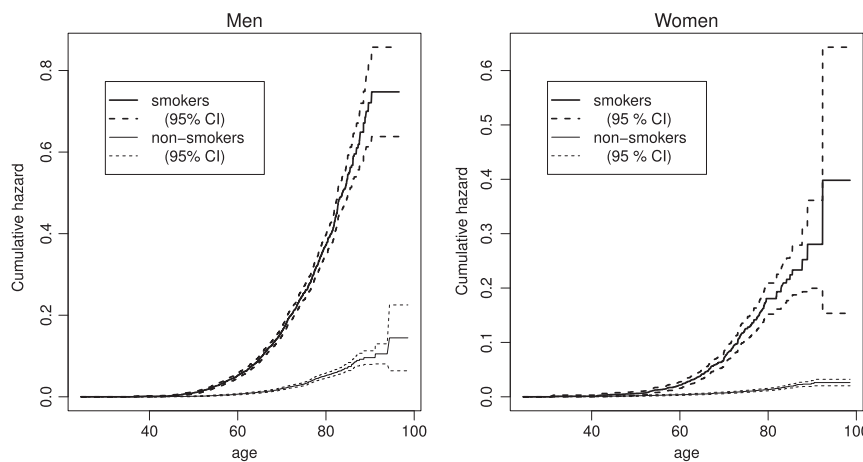 Men
Women
Cumulative hazard
0.0
0.2
0.4
0.6
0.8
smokers
(95% CI)
non−smokers
(95% CI)
40
60
80
100
age
Cumulative hazard
0.0
0.1
0.2
0.3
0.4
0.5
0.6
smokers
(95 % CI)
non−smokers
(95 % CI)
40
60
80
age